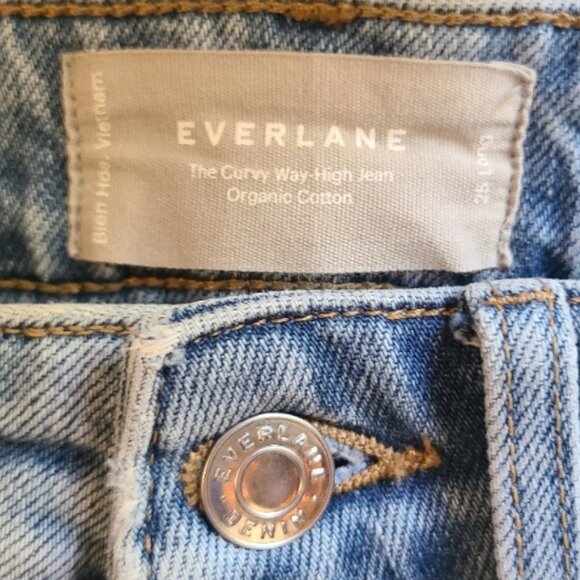 Bien Hoa, Vietnam
EVERLANE
The Curvy Way-High Jean
Organic Cotton
25 Long
EVERLANE
DENIM